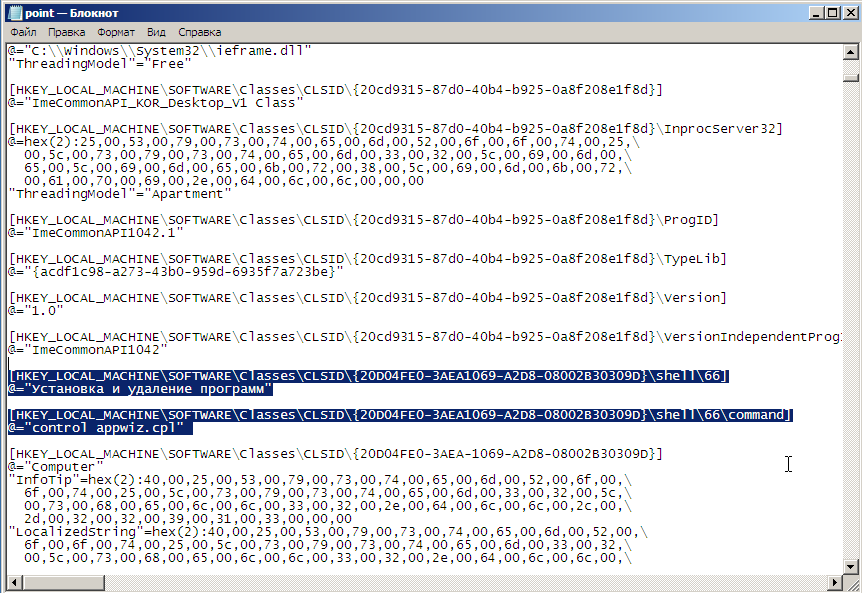 point — Блокнот
Файл Правка Формат Вид Справка
@="C:\\Windows\\System32\\ieframe.dll"
"ThreadingModel"="Free"
[HKEY_LOCAL_MACHINE\SOFTWARE\Classes\CLSID\{20cd9315-87d0-40b4-b925-0a8f208e1f8d}]
@="ImeCommonAPI_KOR_Desktop_V1 Class"
[HKEY_LOCAL_MACHINE\SOFTWARE\Classes\CLSID\{20cd9315-87d0-40b4-b925-0a8f208e1f8d}\InprocServer32]
@=hex(2):25,00,53,00,79,00,73,00,74,00,65,00,6d,00,52,00,6f,00,6f,00,74,00,25,\
00,5c,00,73,00,79,00,73,00,74,00,65,00,6d,00,33,00,32,00,5c,00,69,00,6d,00,\
65,00,5c,00,69,00,6d,00,65,00,6b,00,72,00,38,00,5c,00,69,00,6d,00,6b,00,72,\
00,61,00,70,00,69,00,2e,00,64,00,6c,00,6c,00,00,00
"ThreadingModel"="Apartment"
[HKEY_LOCAL_MACHINE\SOFTWARE\Classes\CLSID\{20cd9315-87d0-40b4-b925-0a8f208e1f8d}\ProgID]
@="ImeCommonAPI1042.1"
[HKEY_LOCAL_MACHINE\SOFTWARE\Classes\CLSID\{20cd9315-87d0-40b4-b925-0a8f208e1f8d}\TypeLib]
@="{acdf1c98-a273-43b0-959d-6935f7a723be}"
[HKEY_LOCAL_MACHINE\SOFTWARE\Classes\CLSID\{20cd9315-87d0-40b4-b925-0a8f208e1f8d}\Version]
@="1.0"
[HKEY_LOCAL_MACHINE\SOFTWARE\Classes\CLSID\{20cd9315-87d0-40b4-b925-0a8f208e1f8d}\VersionIndependentProgI
@="ImeCommonAPI1042"
[HKEY_LOCAL_MACHINE\SOFTWARE\Classes\CLSID\{20D04FE0-3AEA1069-A2D8-08002B30309D}\shell\66]
@="Установка и удаление программ"
[HKEY_LOCAL_MACHINE\SOFTWARE\Classes\CLSID\{20D04FE0-3AEA1069-A2D8-08002B30309D}\shell\66\command]
@="control appwiz.cpl"
[HKEY_LOCAL_MACHINE\SOFTWARE\Classes\CLSID\{20D04FE0-3AEA-1069-A2D8-08002B30309D}]
@="Computer"
"InfoTip"=hex(2):40,00,25,00,53,00,79,00,73,00,74,00,65,00,6d,00,52,00,6f,00,\
6f,00,74,00,25,00,5c,00,73,00,79,00,73,00,74,00,65,00,6d,00,33,00,32,00,5c,\
00,73,00,68,00,65,00,6c,00,6c,00,33,00,32,00,2e,00,64,00,6c,00,6c,00,2c,00,\
2d,00,32,00,32,00,39,00,31,00,33,00,00,00
"LocalizedString"=hex(2):40,00,25,00,53,00,79,00,73,00,74,00,65,00,6d,00,52,00,\
6f,00,6f,00,74,00,25,00,5c,00,73,00,79,00,73,00,74,00,65,00,6d,00,33,00,32,\
00,5c,00,73,00,68,00,65,00,6c,00,6c,00,33,00,32,00,2e,00,64,00,6c,00,6c,00,\